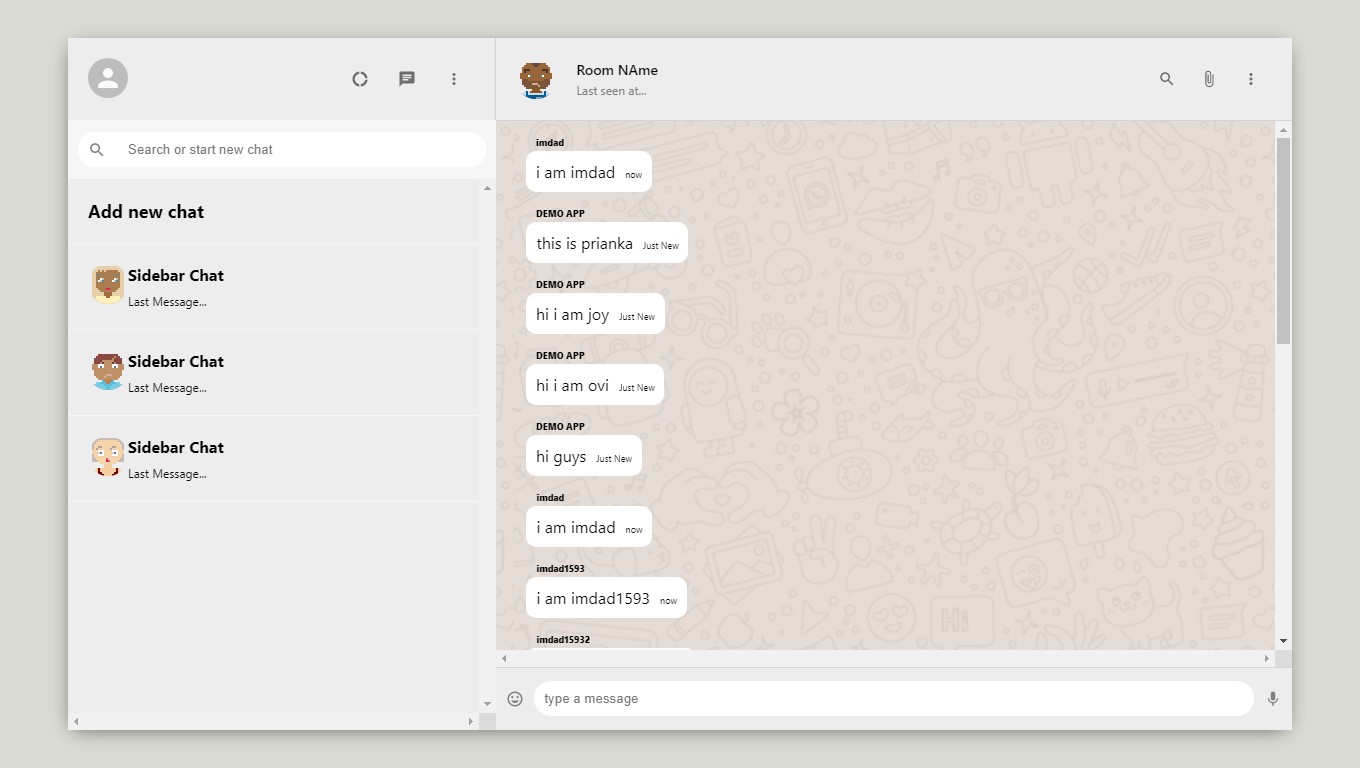 Room NAme
Last seen at...
Search or start new chat
Add new chat
Sidebar Chat
Last Message...
Sidebar Chat
Last Message...
Sidebar Chat
Last Message...
imdad
i am imdad now
DEMO APP
this is prianka Just New
DEMO APP
hi i am joy Just New
DEMO APP
hi i am ovi Just New
DEMO APP
hi guys Just New
imdad
i am imdad now
imdad1593
i am imdad1593 now
imdad15932
Hi
type a message